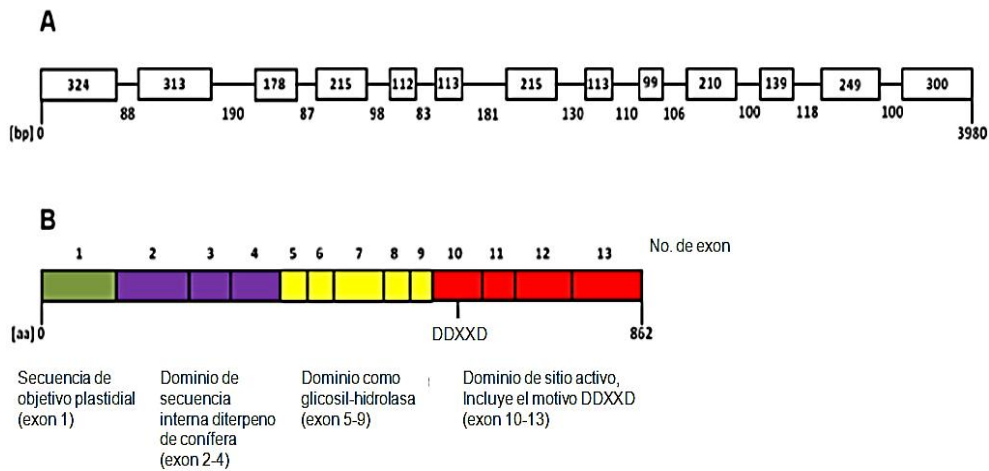 A
324 313 178 215 112 113 215 113 99 210 139 249 300
88 190 87 98 83 181 130 110 106 100 118 100
[bp] 0 3980
B
1 2 3 4 5 6 7 8 9 10 11 12 13 No. de exon
[aa] 0 DDXXD 862
Secuencia de
objetivo plastidial
(exon 1)
Dominio de
secuencia
interna diterpeno
de conífera
(exon 2-4)
Dominio como
glicosil-hidrolasa
(exon 5-9)
Dominio de sitio activo,
Incluye el motivo DDXXD
(exon 10-13)